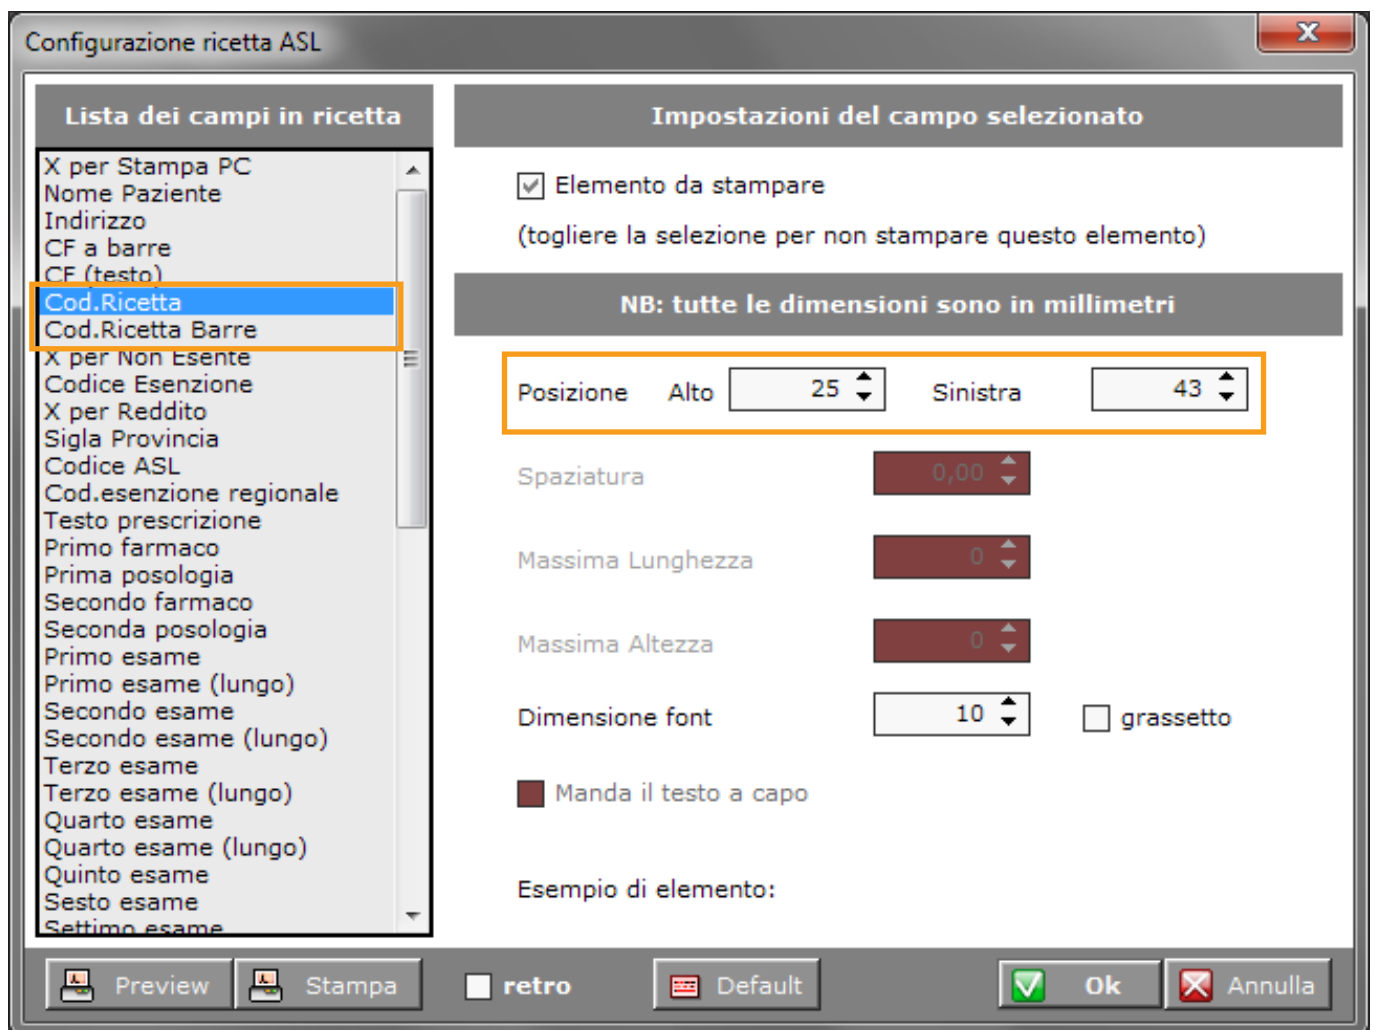 Configurazione ricetta ASL
Lista dei campi in ricetta
X per Stampa PC
Nome Paziente
Indirizzo
CF a barre
CF (testo)
Cod.Ricetta
Cod.Ricetta Barre
X per Non Esente
Codice Esenzione
X per Reddito
Sigla Provincia
Codice ASL
Cod.esenzione regionale
Testo prescrizione
Primo farmaco
Prima posologia
Secondo farmaco
Seconda posologia
Primo esame
Primo esame (lungo)
Secondo esame
Secondo esame (lungo)
Terzo esame
Terzo esame (lungo)
Quarto esame
Quarto esame (lungo)
Quinto esame
Sesto esame
Settimo esame
Impostazioni del campo selezionato
Elemento da stampare
(togliere la selezione per non stampare questo elemento)
NB: tutte le dimensioni sono in millimetri
Posizione Alto 25 Sinistra 43
Spaziatura 0,00
Massima Lunghezza 0
Massima Altezza 0
Dimensione font 10 grassetto
Manda il testo a capo
Esempio di elemento:
Preview Stampa retro Default Ok Annulla